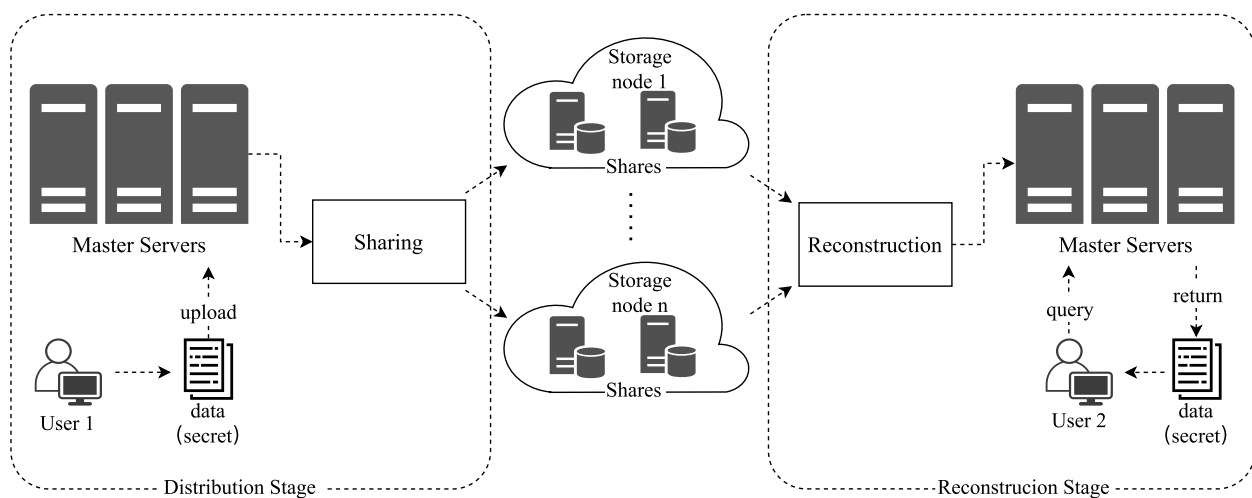 Master Servers
upload
User 1
data
(secret)
Sharing
Distribution Stage
Storage
node 1
Shares
Storage
node n
Shares
Reconstruction
Master Servers
query
return
User 2
data
(secret)
Reconstrucion Stage